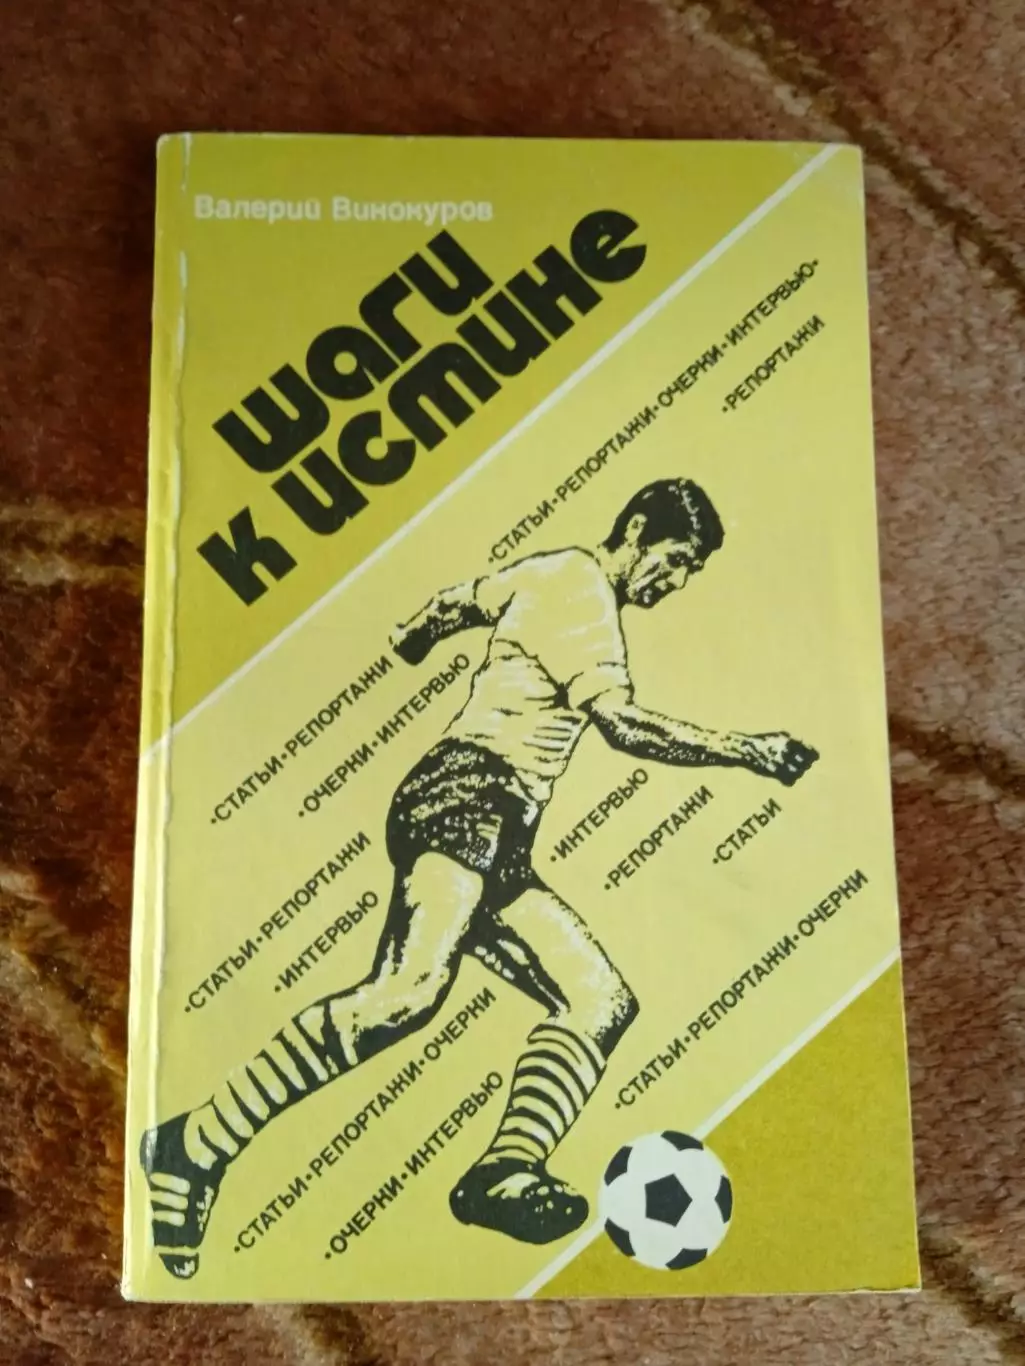 Валерий Винокуров
шаги
к истине
•СТАТЬИ•РЕПОРТАЖИ•ОЧЕРКИ•ИНТЕРВЬЮ•
•РЕПОРТАЖИ
•СТАТЬИ•РЕПОРТАЖИ
•ОЧЕРКИ•ИНТЕРВЬЮ
•ИНТЕРВЬЮ
•РЕПОРТАЖИ
•СТАТЬИ
•СТАТЬИ•РЕПОРТАЖИ
•ИНТЕРВЬЮ
•СТАТЬИ•РЕПОРТАЖИ•ОЧЕРКИ
•СТАТЬИ•РЕПОРТАЖИ•ОЧЕРКИ
•ОЧЕРКИ•ИНТЕРВЬЮ